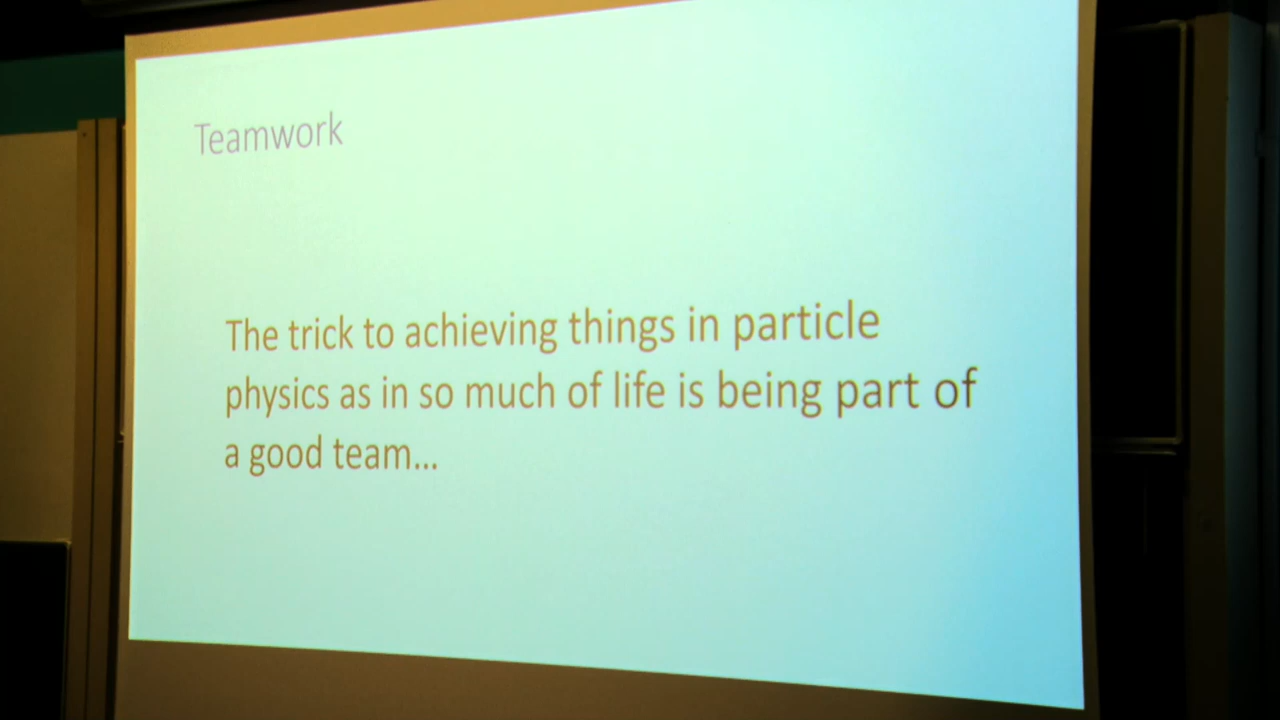 Teamwork
The trick to achieving things in particle
physics as in so much of life is being part of
a good team...